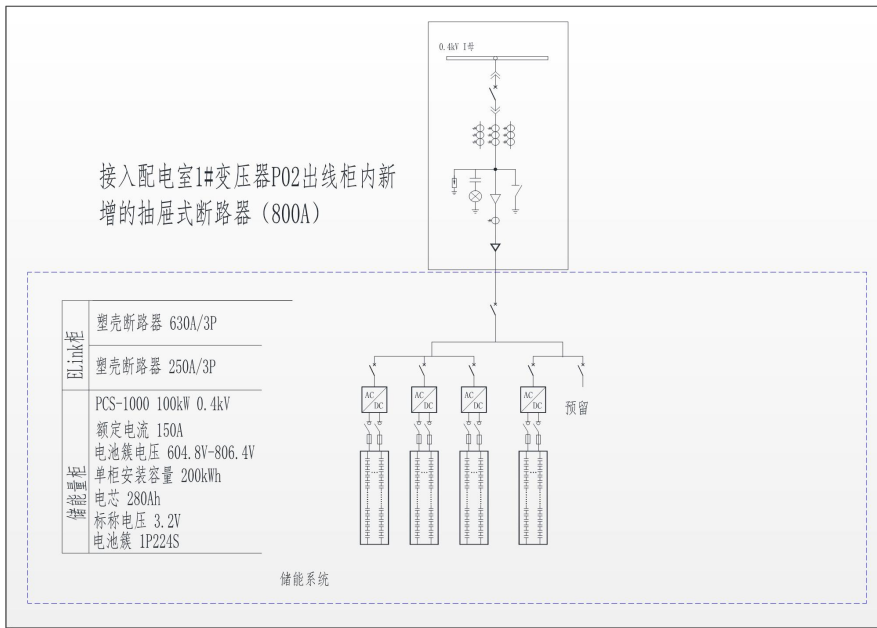 0.4kV I母
接入配电室1#变压器P02出线柜内新
增的抽屉式断路器（800A）
ELink柜
塑壳断路器 630A/3P
塑壳断路器 250A/3P
储能量柜
PCS-1000 100kW 0.4kV
额定电流 150A
电池簇电压 604.8V-806.4V
单柜安装容量 200kWh
电芯 280Ah
标称电压 3.2V
电池簇 1P224S
AC
DC
AC
DC
AC
DC
AC
DC
预留
储能系统